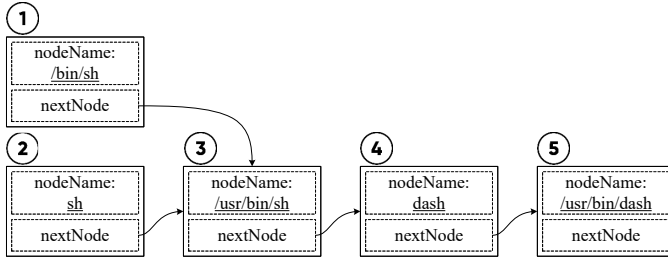 1
nodeName:
/bin/sh
nextNode
2
nodeName:
sh
nextNode
3
nodeName:
/usr/bin/sh
nextNode
4
nodeName:
dash
nextNode
5
nodeName:
/usr/bin/dash
nextNode